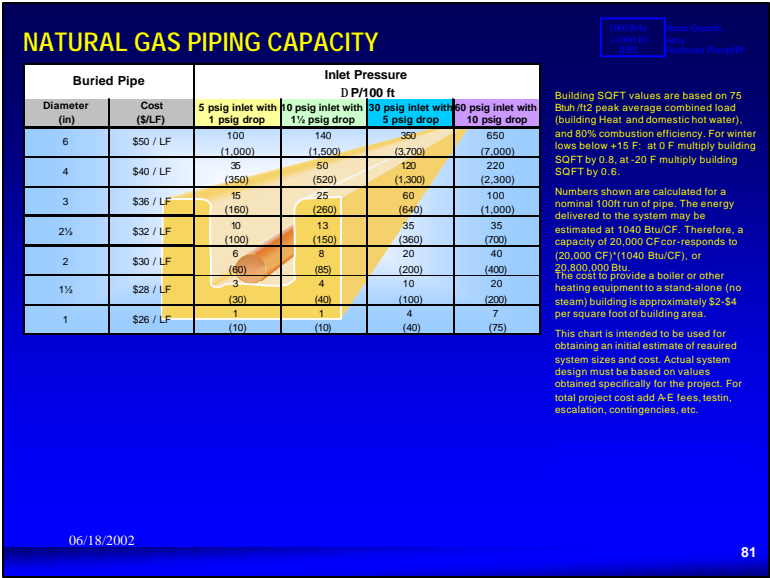 NATURAL GAS PIPING CAPACITY
Buried Pipe
Inlet Pressure
D P/100 ft
Diameter (in) Cost ($/LF) 5 psig inlet with 1 psig drop 10 psig inlet with 1½ psig drop 30 psig inlet with 5 psig drop 60 psig inlet with 10 psig drop
6 $50 / LF 100 (1,000) 140 (1,500) 350 (3,700) 650 (7,000)
4 $40 / LF 35 (350) 50 (520) 120 (1,300) 220 (2,300)
3 $36 / LF 15 (160) 25 (260) 60 (640) 100 (1,000)
2½ $32 / LF 10 (100) 13 (150) 35 (360) 35 (700)
2 $30 / LF 6 (60) 8 (85) 20 (200) 40 (400)
1½ $28 / LF 3 (30) 4 (40) 10 (100) 20 (200)
1 $26 / LF 1 (10) 1 (10) 4 (40) 7 (75)
Building SQFT values are based on 75
Btuh /ft2 peak average combined load
(building Heat and domestic hot water),
and 80% combustion efficiency. For winter
lows below +15 F: at 0 F multiply building
SQFT by 0.8, at -20 F multiply building
SQFT by 0.6.
Numbers shown are calculated for a
nominal 100ft run of pipe. The energy
delivered to the system may be
estimated at 1040 Btu/CF. Therefore, a
capacity of 20,000 CF cor-responds to
(20,000 CF)*(1040 Btu/CF), or
20,800,000 Btu.
The cost to provide a boiler or other
heating equipment to a stand-alone (no
steam) building is approximately $2-$4
per square foot of building area.
This chart is intended to be used for
obtaining an initial estimate of reauired
system sizes and cost. Actual system
design must be based on values
obtained specifically for the project. For
total project cost add A-E fees, testin,
escalation, contingencies, etc.
06/18/2002
81